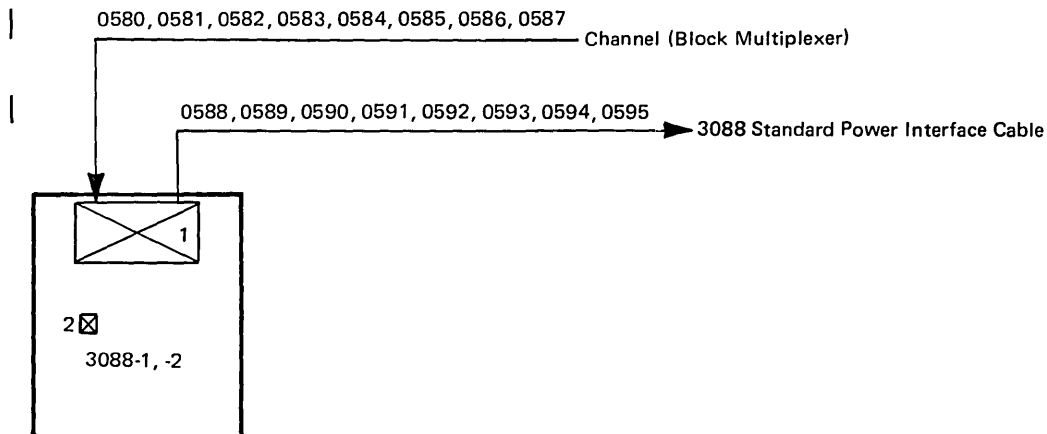 0580, 0581, 0582, 0583, 0584, 0585, 0586, 0587
Channel (Block Multiplexer)
0588, 0589, 0590, 0591, 0592, 0593, 0594, 0595
3088 Standard Power Interface Cable
1
2
3088-1, -2